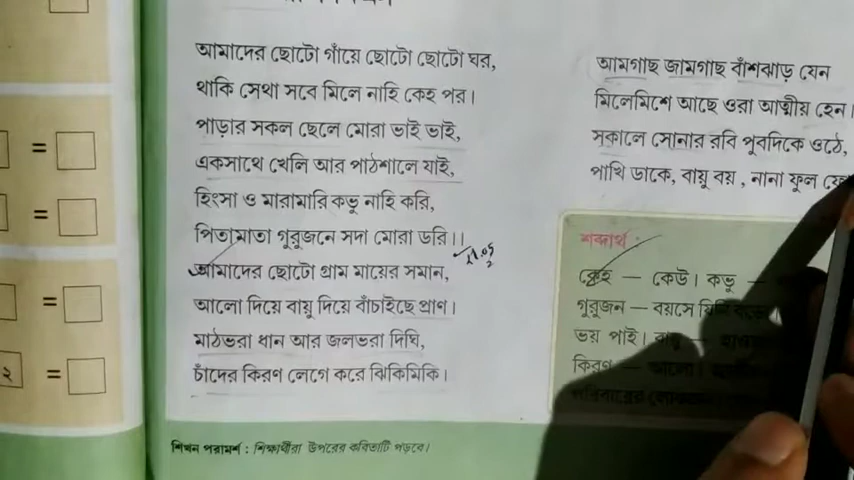 আমাদের ছোটো গাঁয়ে ছোটো ছোটো ঘর,
থাকি সেথা সবে মিলে নাহি কেহ পর।
পাড়ার সকল ছেলে মোরা ভাই ভাই,
একসাথে খেলি আর পাঠশালে যাই,
হিংসা ও মারামারি কভু নাহি করি,
পিতামাতা গুরুজনে সদা মোরা ডরি।।
আমাদের ছোটো গ্রাম মায়ের সমান,
আলো দিয়ে বায়ু দিয়ে বাঁচাইছে প্রাণ।
মাঠভরা ধান আর জলভরা দিঘি,
চাঁদের কিরণ লেগে করে ঝিকিমিকি।
আমগাছ জামগাছ বাঁশঝাড় যেন
মিলেমিশে আছে ওরা আত্মীয় হেন।
সকালে সোনার রবি পুবদিকে ওঠে,
পাখি ডাকে, বায়ু বয়, নানা ফুল
শব্দার্থ :
কেহ — কেউ। কভু —
গুরুজন — বয়সে যিনি
ভয় পাই। বায়ু —
কিরণ — আলো।
=
=
=
২ =
শিখন পরামর্শ : শিক্ষার্থীরা উপরের কবিতাটি পড়বে।